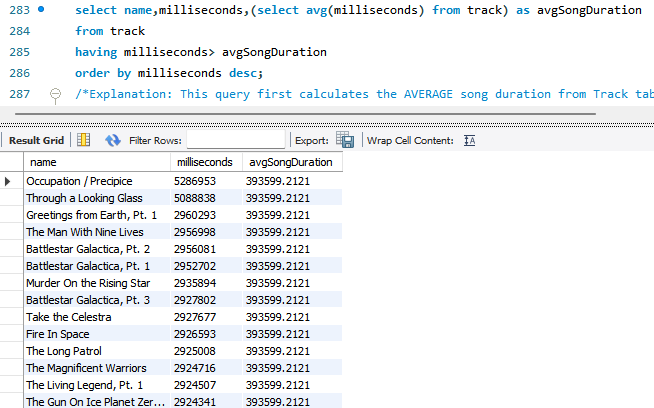 283 select name,milliseconds,(select avg(milliseconds) from track) as avgSongDuration
284 from track
285 having milliseconds> avgSongDuration
286 order by milliseconds desc;
287 /*Explanation: This query first calculates the AVERAGE song duration from Track tab
Result Grid Filter Rows: Export: Wrap Cell Content:
name milliseconds avgSongDuration
Occupation / Precipice 5286953 393599.2121
Through a Looking Glass 5088838 393599.2121
Greetings from Earth, Pt. 1 2960293 393599.2121
The Man With Nine Lives 2956998 393599.2121
Battlestar Galactica, Pt. 2 2956081 393599.2121
Battlestar Galactica, Pt. 1 2952702 393599.2121
Murder On the Rising Star 2935894 393599.2121
Battlestar Galactica, Pt. 3 2927802 393599.2121
Take the Celestra 2927677 393599.2121
Fire In Space 2926593 393599.2121
The Long Patrol 2925008 393599.2121
The Magnificent Warriors 2924716 393599.2121
The Living Legend, Pt. 1 2924507 393599.2121
The Gun On Ice Planet Zer... 2924341 393599.2121